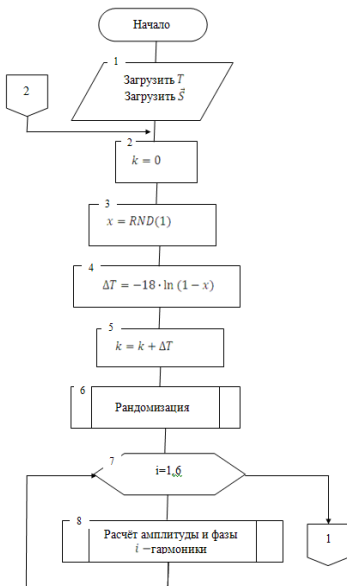 Начало
1
Загрузить T
Загрузить S⃗
2
2
k = 0
3
x = RND(1)
4
ΔT = −18 · ln (1 − x)
5
k = k + ΔT
6
Рандомизация
7
i=1,6
8
Расчёт амплитуды и фазы
i −гармоники
1